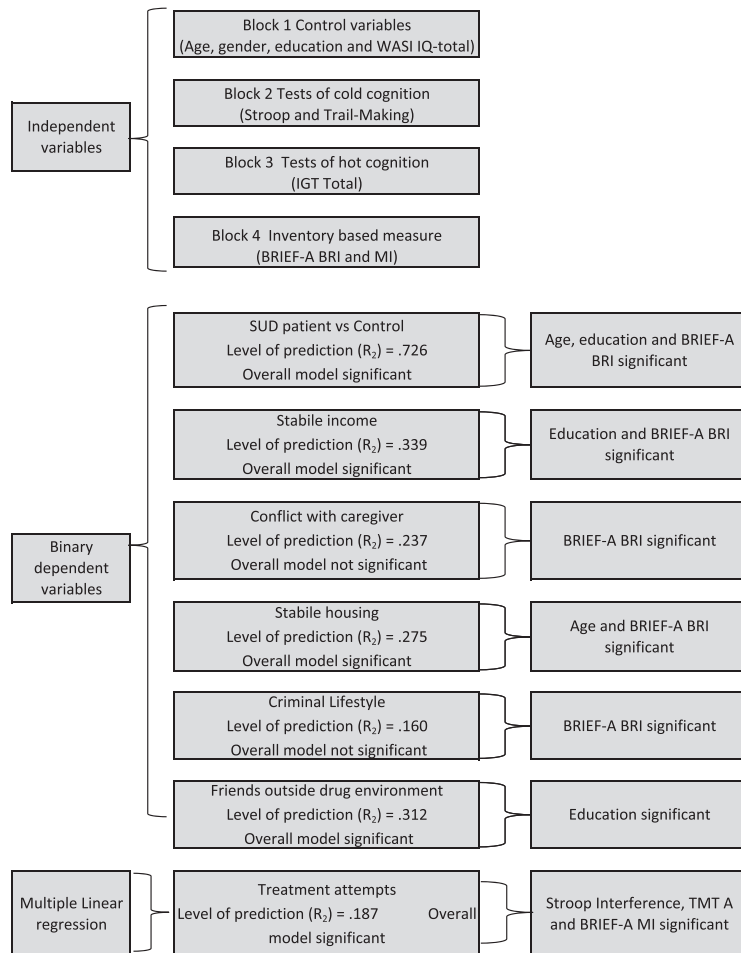 Independent
variables
Block 1 Control variables
(Age, gender, education and WASI IQ-total)
Block 2 Tests of cold cognition
(Stroop and Trail-Making)
Block 3  Tests of hot cognition
(IGT Total)
Block 4  Inventory based measure
(BRIEF-A BRI and MI)
Binary
dependent
variables
SUD patient vs Control
Level of prediction (R₂) = .726
Overall model significant
Age, education and BRIEF-A
BRI significant
Stabile income
Level of prediction (R₂) = .339
Overall model significant
Education and BRIEF-A BRI
significant
Conflict with caregiver
Level of prediction (R₂) = .237
Overall model not significant
BRIEF-A BRI significant
Stabile housing
Level of prediction (R₂) = .275
Overall model significant
Age and BRIEF-A BRI
significant
Criminal Lifestyle
Level of prediction (R₂) = .160
Overall model not significant
BRIEF-A BRI significant
Friends outside drug environment
Level of prediction (R₂) = .312
Overall model significant
Education significant
Multiple Linear
regression
Treatment attempts
Level of prediction (R₂) = .187 Overall
model significant
Stroop Interference, TMT A
and BRIEF-A MI significant